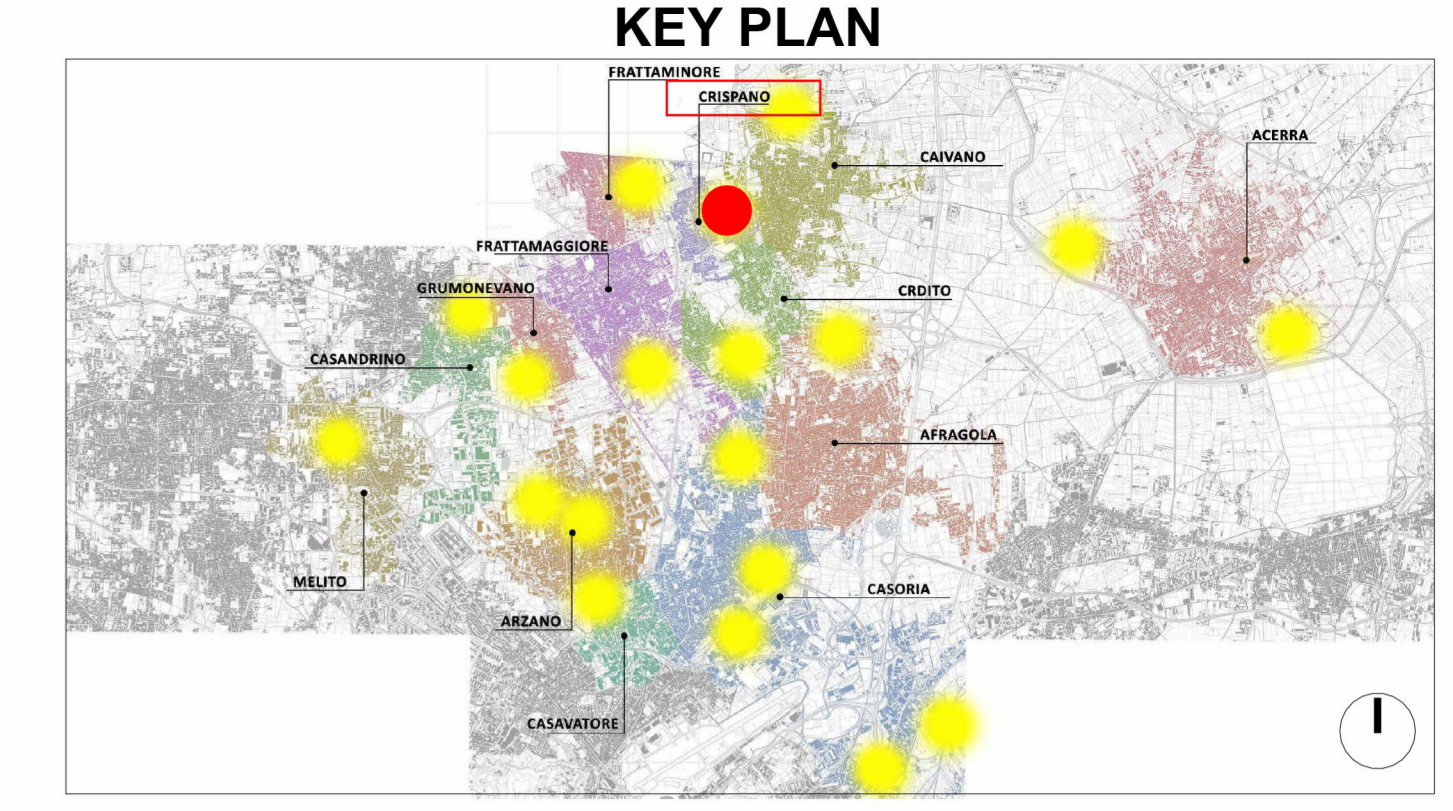 KEY PLAN
FRATTAMINORE
CRISPANO
ACERRA
CAIVANO
FRATTAMAGGIORE
GRUMONEVANO
CRDITO
CASANDRINO
AFRAGOLA
MELITO
CASORIA
ARZANO
CASAVATORE